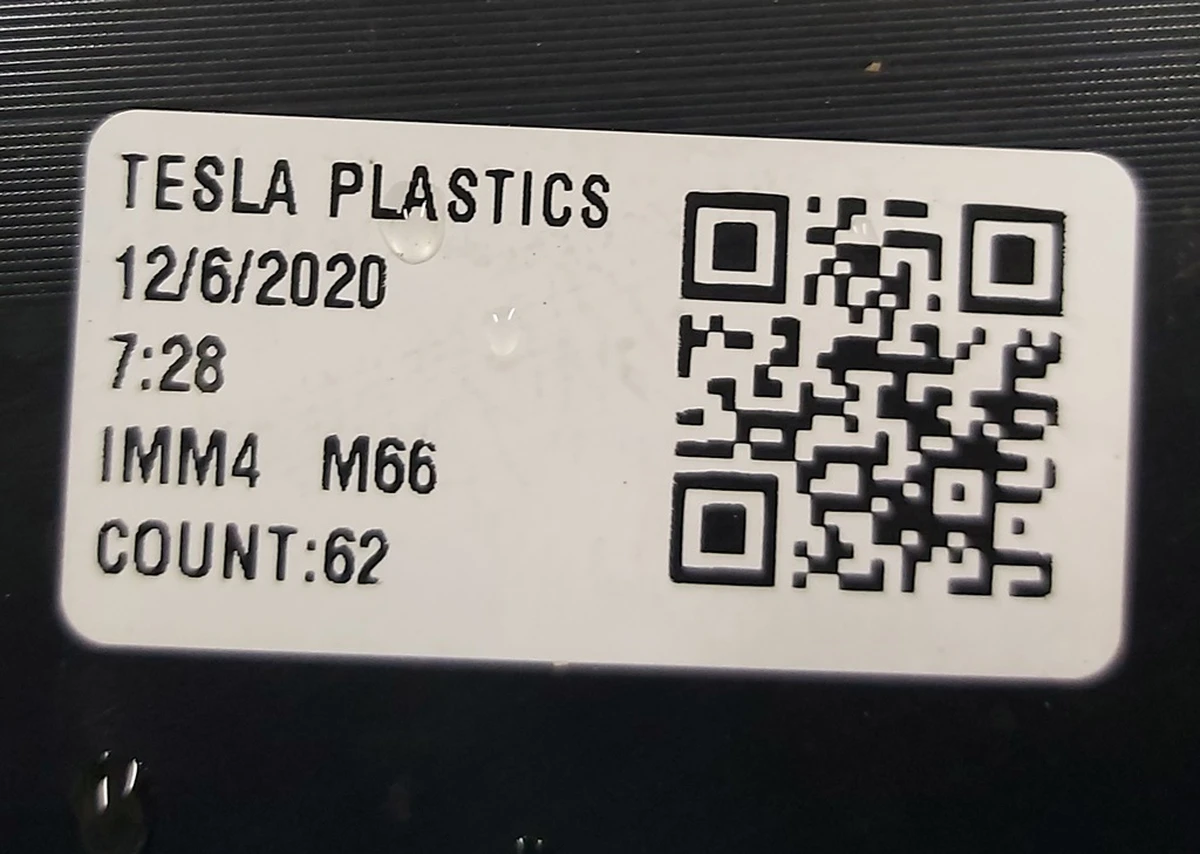 TESLA PLASTICS
12/6/2020
7:28
IMM4 M66
COUNT:62